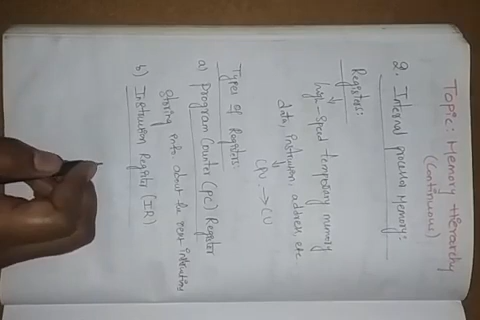 Topic: Memory Hierarchy
(Continuous)
2. Internal processor Memory:
Registers:
high-speed temporary memory
data, instruction, address, etc
CPU → CU
Types of Registers:
a) Program Counter (PC) Register
Storing info about the next instruction
b) Instruction Register (IR)